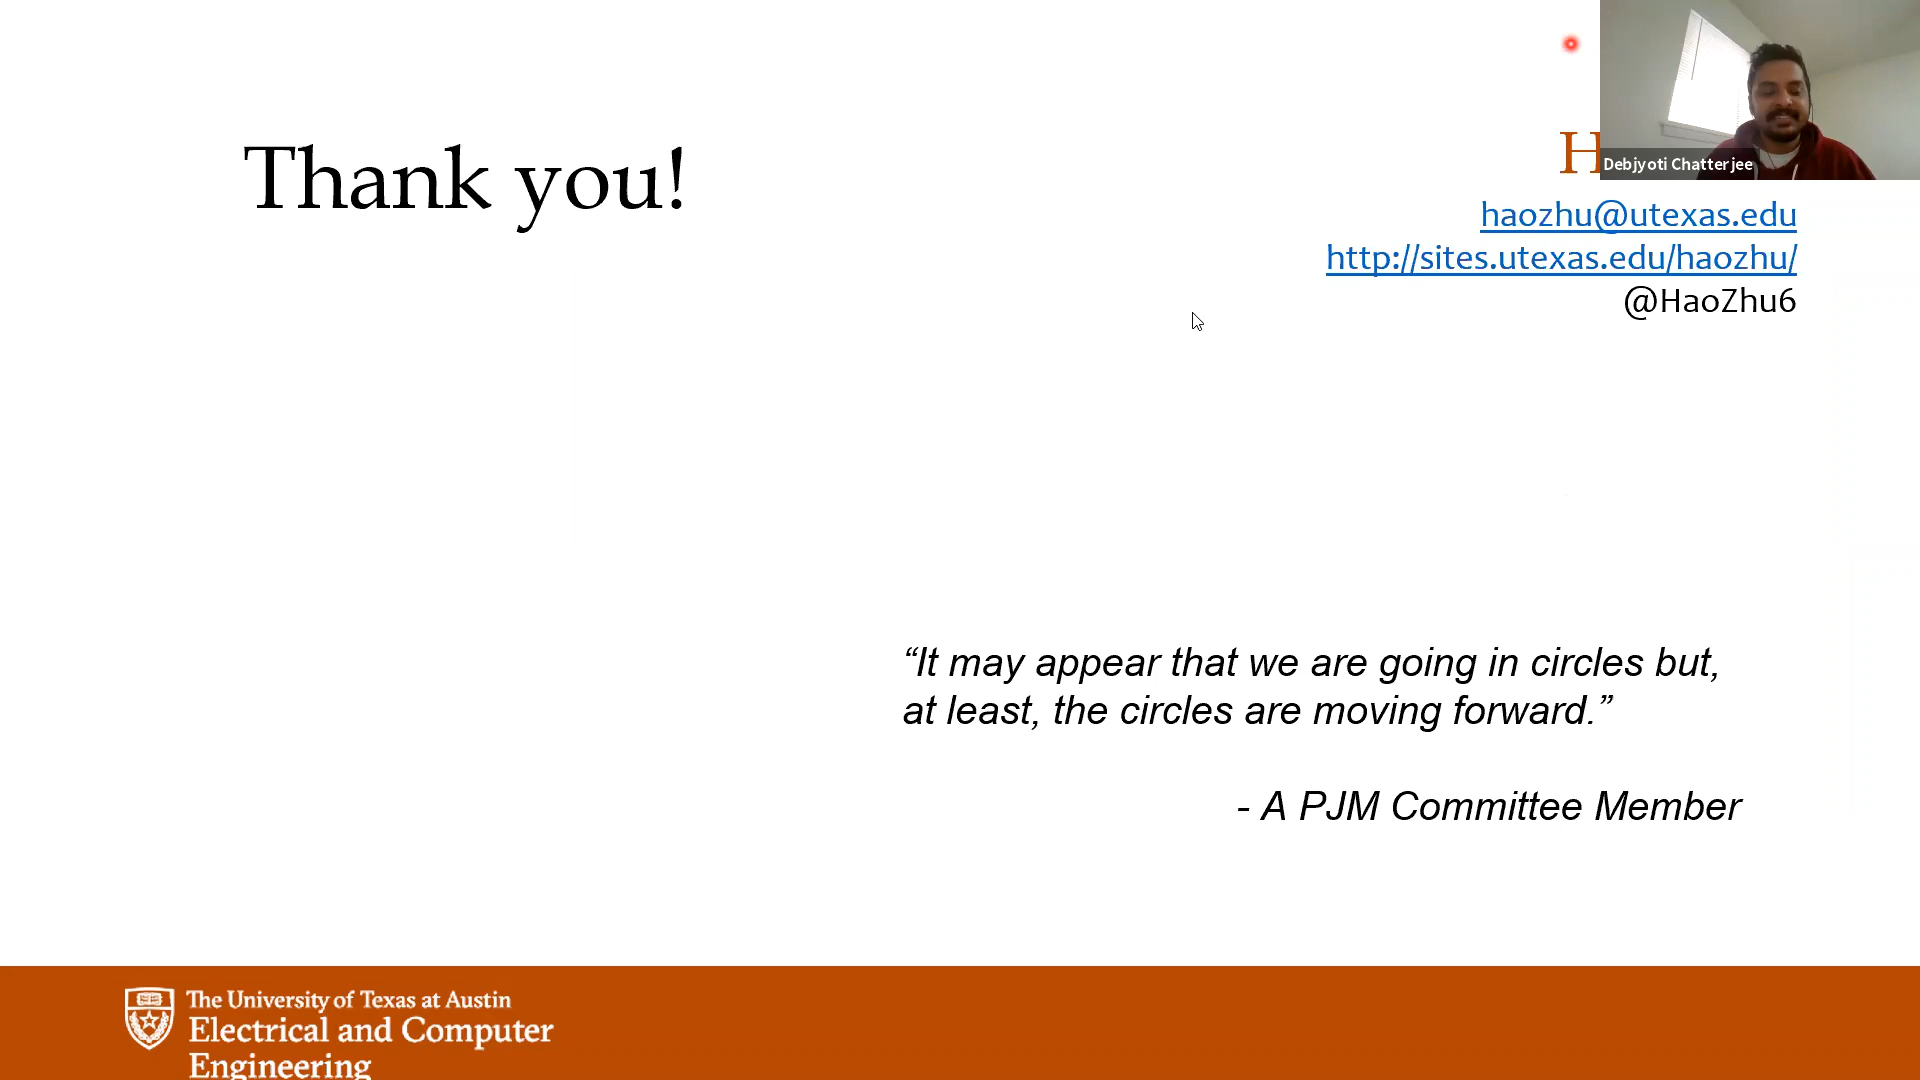 Thank you!
H
Debjyoti Chatterjee
haozhu@utexas.edu
http://sites.utexas.edu/haozhu/
@HaoZhu6
“It may appear that we are going in circles but,
at least, the circles are moving forward.”
- A PJM Committee Member
The University of Texas at Austin
Electrical and Computer
Engineering